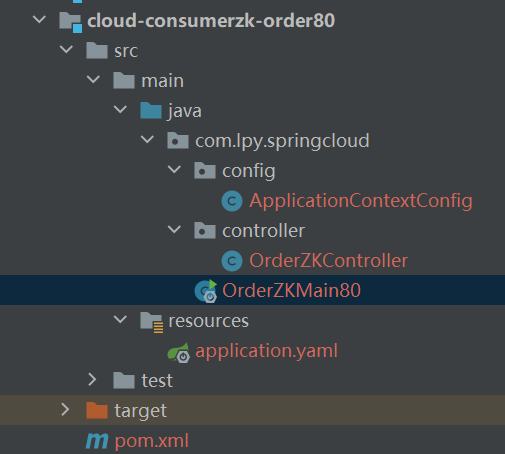 cloud-consumerzk-order80
src
main
java
com.lpy.springcloud
config
ApplicationContextConfig
controller
OrderZKController
OrderZKMain80
resources
application.yaml
test
target
pom.xml